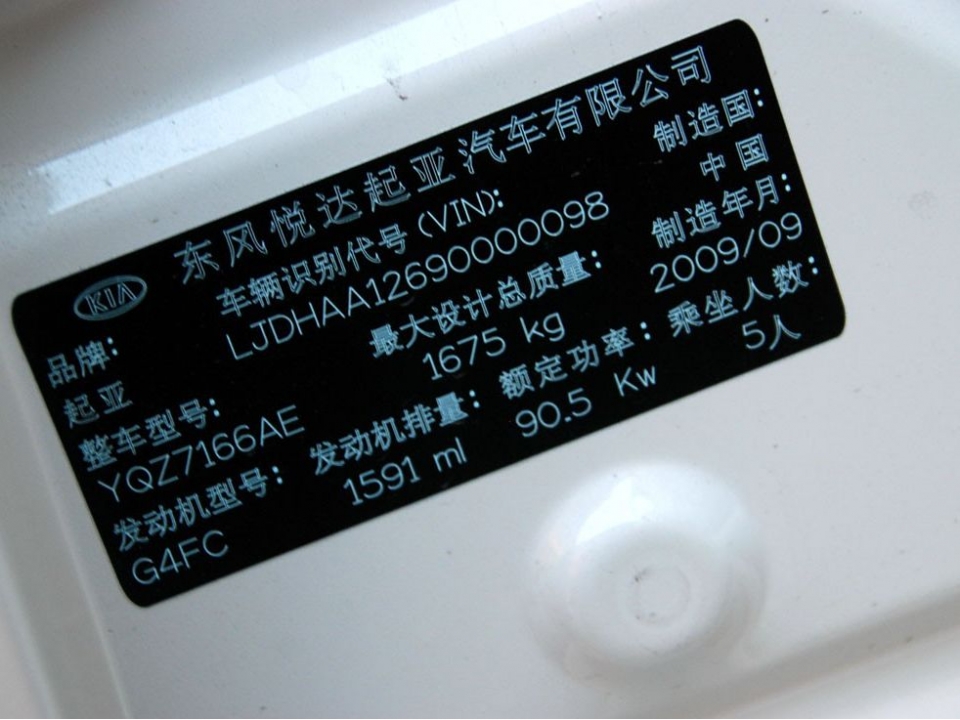 KIA
东风悦达起亚汽车有限公司
品牌:
起亚
车辆识别代号 (VIN):
LJDHAA12690000098
制造国:
中国
整车型号:
YQZ7166AE
最大设计总质量:
1675 kg
制造年月:
2009/09
发动机型号:
G4FC
发动机排量:
1591 ml
额定功率:
90.5 Kw
乘坐人数:
5人